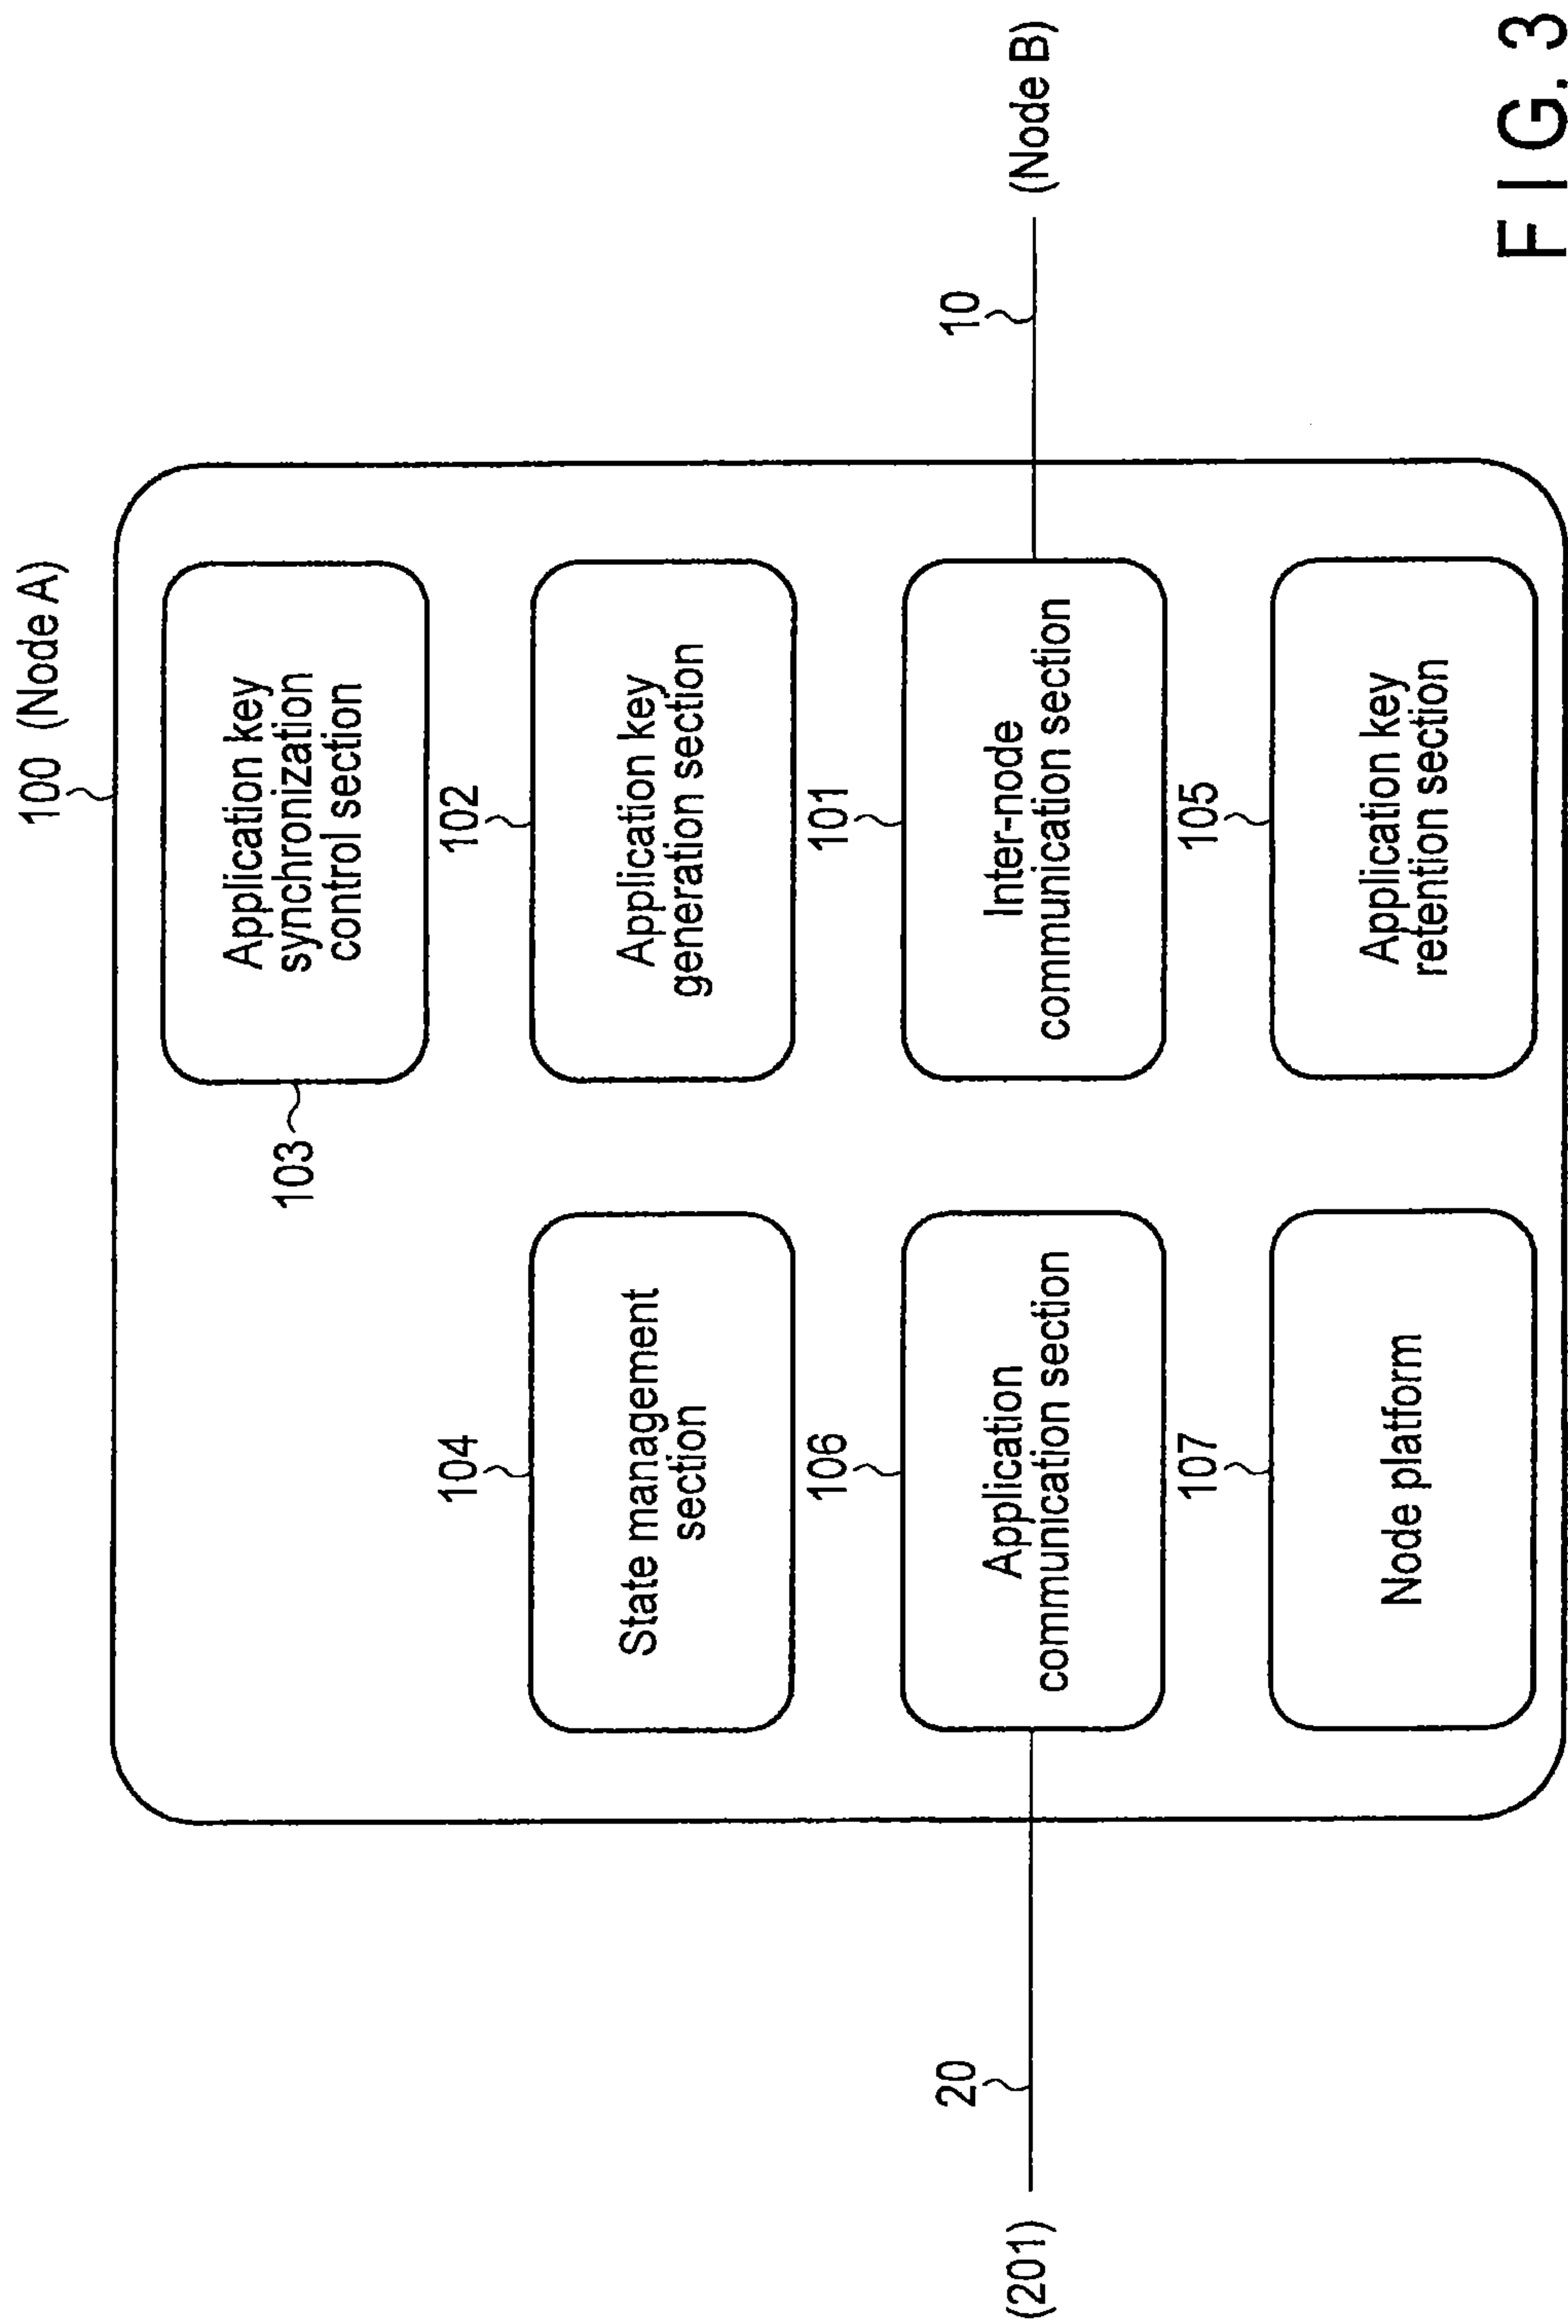 100 (Node A)
Application key
synchronization
control section
103
104
State management
section
102
Application key
generation section
106
Application
communication section
101
Inter-node
communication section
20
(201)
10
(Node B)
107
Node platform
105
Application key
retention section
FIG. 3